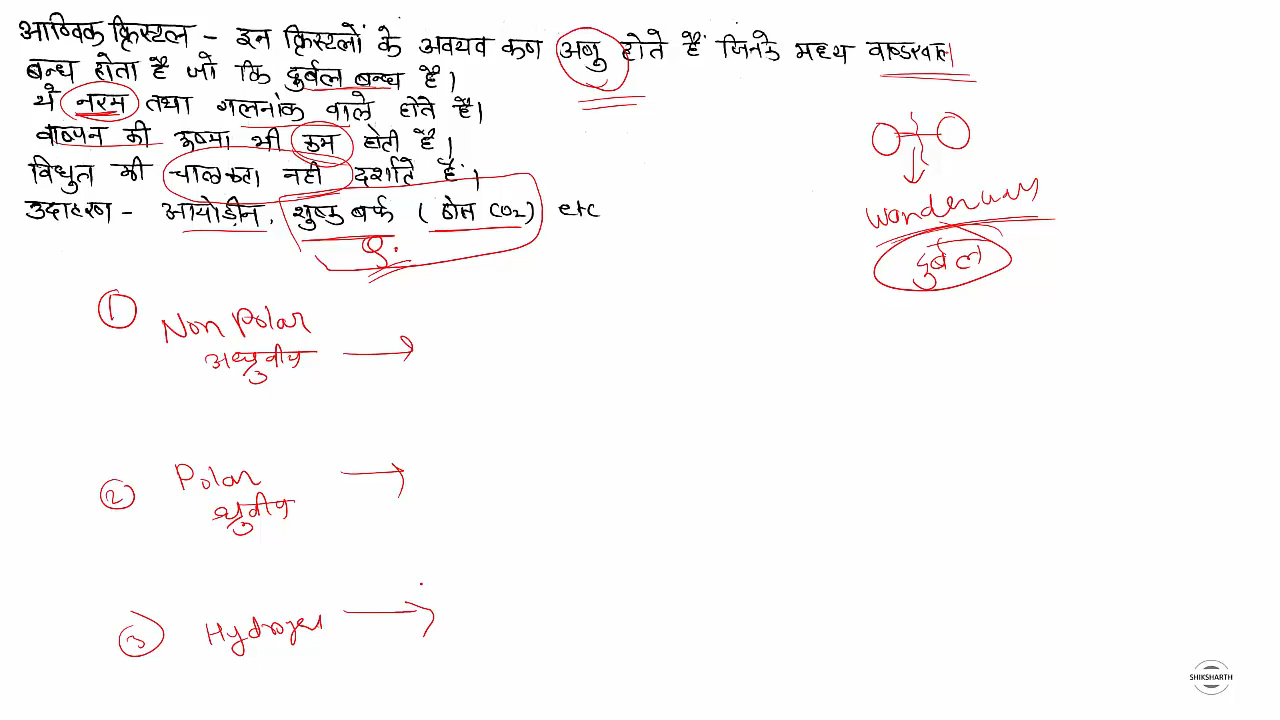 आण्विक क्रिस्टल - इन क्रिस्टलों के अवयव कण अणु होते हैं जिनके मध्य वाण्डरवाल
बन्ध होता है जो कि दुर्बल बन्ध है।
ये नरम तथा गलनांक वाले होते हैं।
वाष्पन की ऊष्मा भी कम होती है।
विधुत की चालकता नही दर्शाते हैं।
उदाहरण - आयोडीन, शुष्क बर्फ ( ठोस CO2) etc
Q.
wanderwas
दुर्बल
① Non Polar
अध्रुवीय
② Polar
ध्रुवीय
③ Hydrogen
SHIKSHARTH